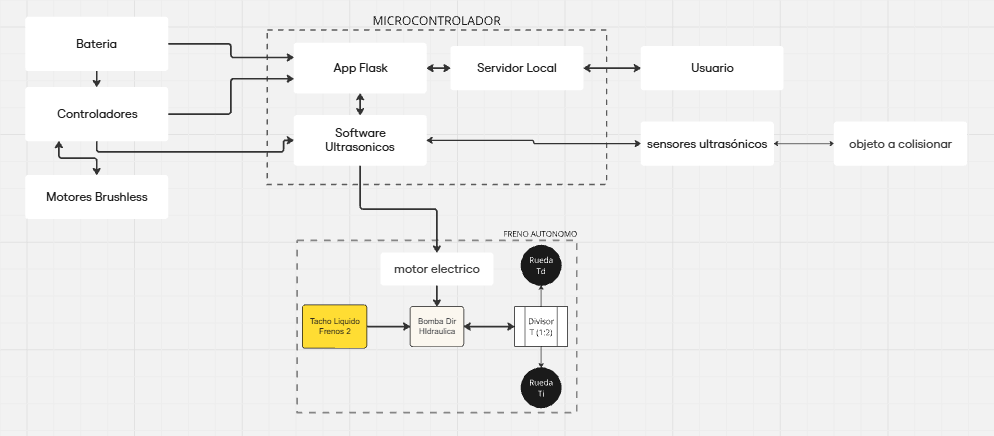 MICROCONTROLADOR
Bateria
App Flask
Servidor Local
Usuario
Controladores
Software
Ultrasonicos
sensores ultrasónicos
objeto a colisionar
Motores Brushless
FRENO AUTONOMO
motor electrico
Rueda
Td
Tacho Liquido
Frenos 2
Bomba Dir
HIdraulica
Divisor
T (1:2)
Rueda
Ti